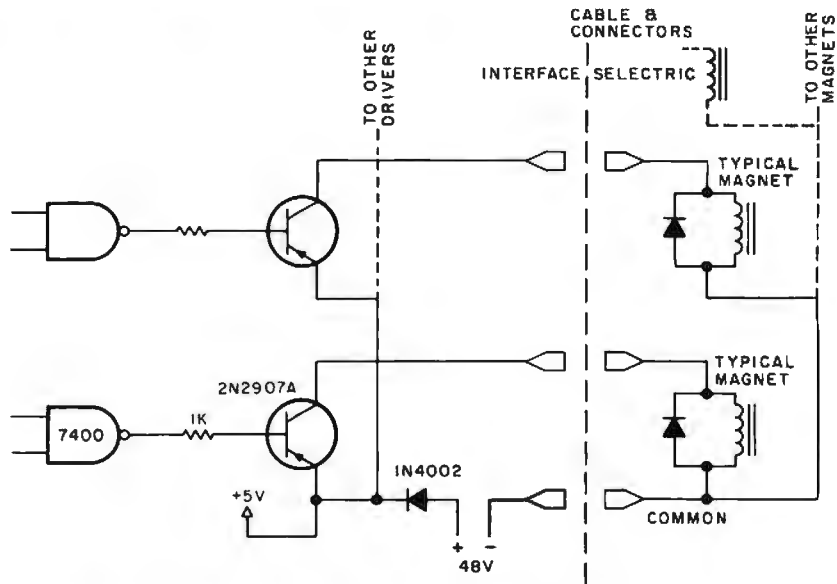 CABLE &
CONNECTORS
INTERFACE SELECTRIC
TO OTHER
DRIVERS
TO OTHER
MAGNETS
TYPICAL
MAGNET
2N2907A
7400
1K
TYPICAL
MAGNET
+5V
1N4002
+ -
48V
COMMON